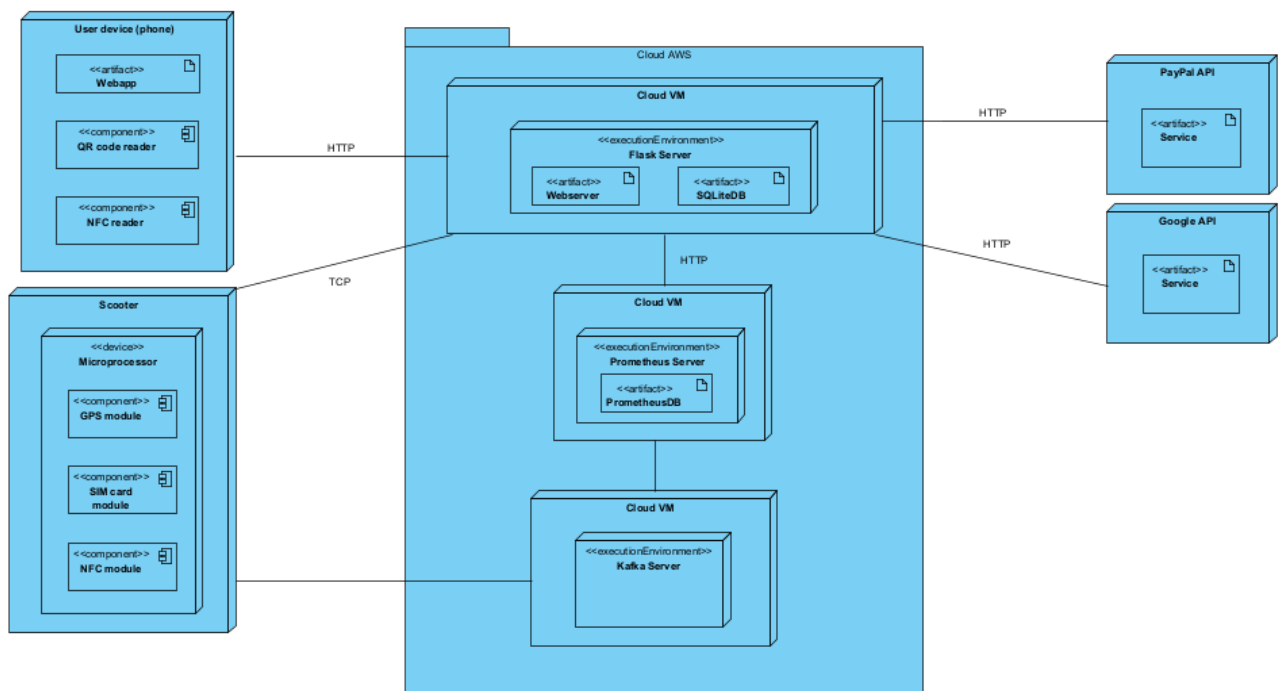 User device (phone)
<<artifact>>
Webapp
<<component>>
QR code reader
<<component>>
NFC reader
HTTP
TCP
Scooter
<<device>>
Microprocessor
<<component>>
GPS module
<<component>>
SIM card
module
<<component>>
NFC module
Cloud AWS
Cloud VM
<<executionEnvironment>>
Flask Server
<<artifact>>
Webserver
<<artifact>>
SQLiteDB
HTTP
Cloud VM
<<executionEnvironment>>
Prometheus Server
<<artifact>>
PrometheusDB
Cloud VM
<<executionEnvironment>>
Kafka Server
HTTP
PayPal API
<<artifact>>
Service
HTTP
Google API
<<artifact>>
Service